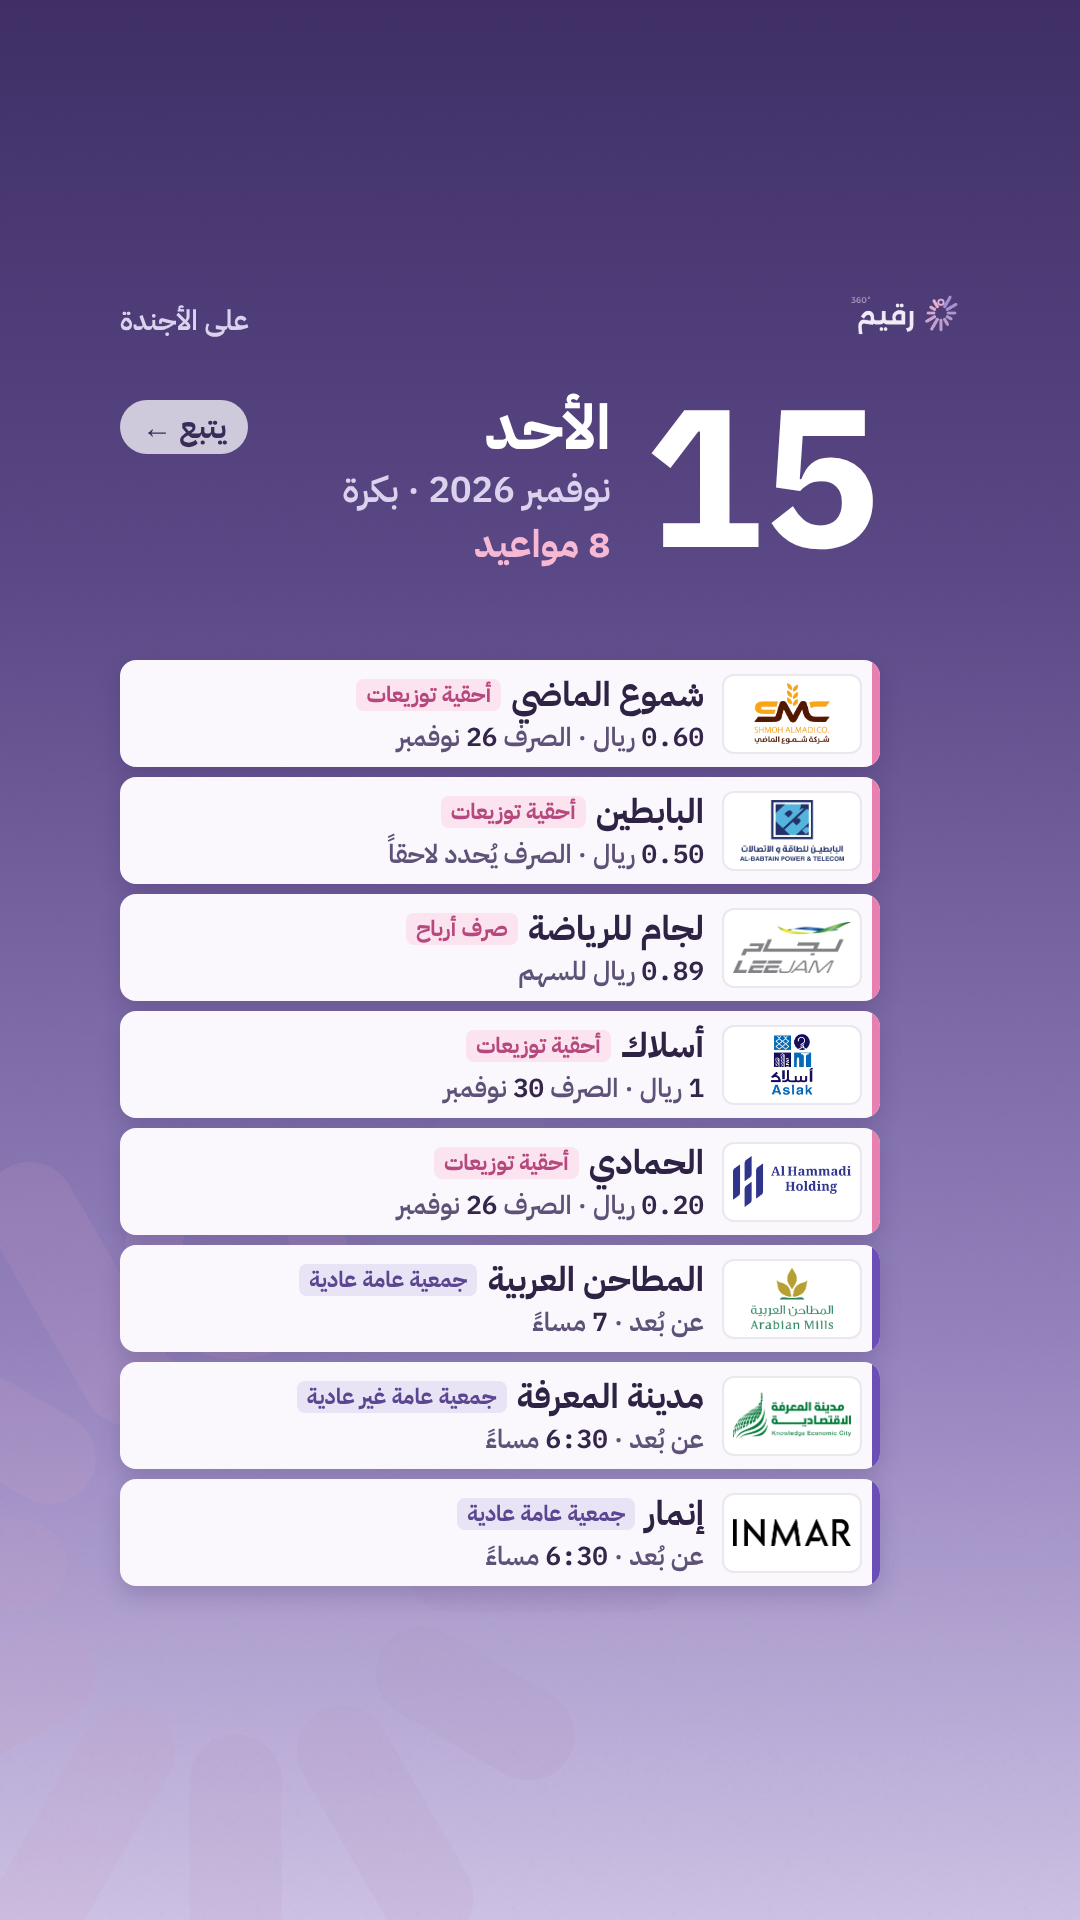 رقيم 360°
على الأجندة
15
الأحد
نوفمبر 2026 · بكرة
8 مواعيد
يتبع ←
SMC
SHMOH ALMADI CO.
شركة شموع الماضي
شموع الماضي أحقية توزيعات
0.60 ريال · الصرف 26 نوفمبر
البابطين للطاقة و الاتصالات
AL-BABTAIN POWER & TELECOM
البابطين أحقية توزيعات
0.50 ريال · الصرف يُحدد لاحقاً
لجام
LEEJAM
لجام للرياضة صرف أرباح
0.89 ريال للسهم
أسلاك
Aslak
أسلاك أحقية توزيعات
1 ريال · الصرف 30 نوفمبر
Al Hammadi
Holding
الحمادي أحقية توزيعات
0.20 ريال · الصرف 26 نوفمبر
المطاحن العربية
Arabian Mills
المطاحن العربية جمعية عامة عادية
عن بُعد · 7 مساءً
مدينة المعرفة
الاقتصادية
Knowledge Economic City
مدينة المعرفة جمعية عامة غير عادية
عن بُعد · 6:30 مساءً
INMAR
إنمار جمعية عامة عادية
عن بُعد · 6:30 مساءً